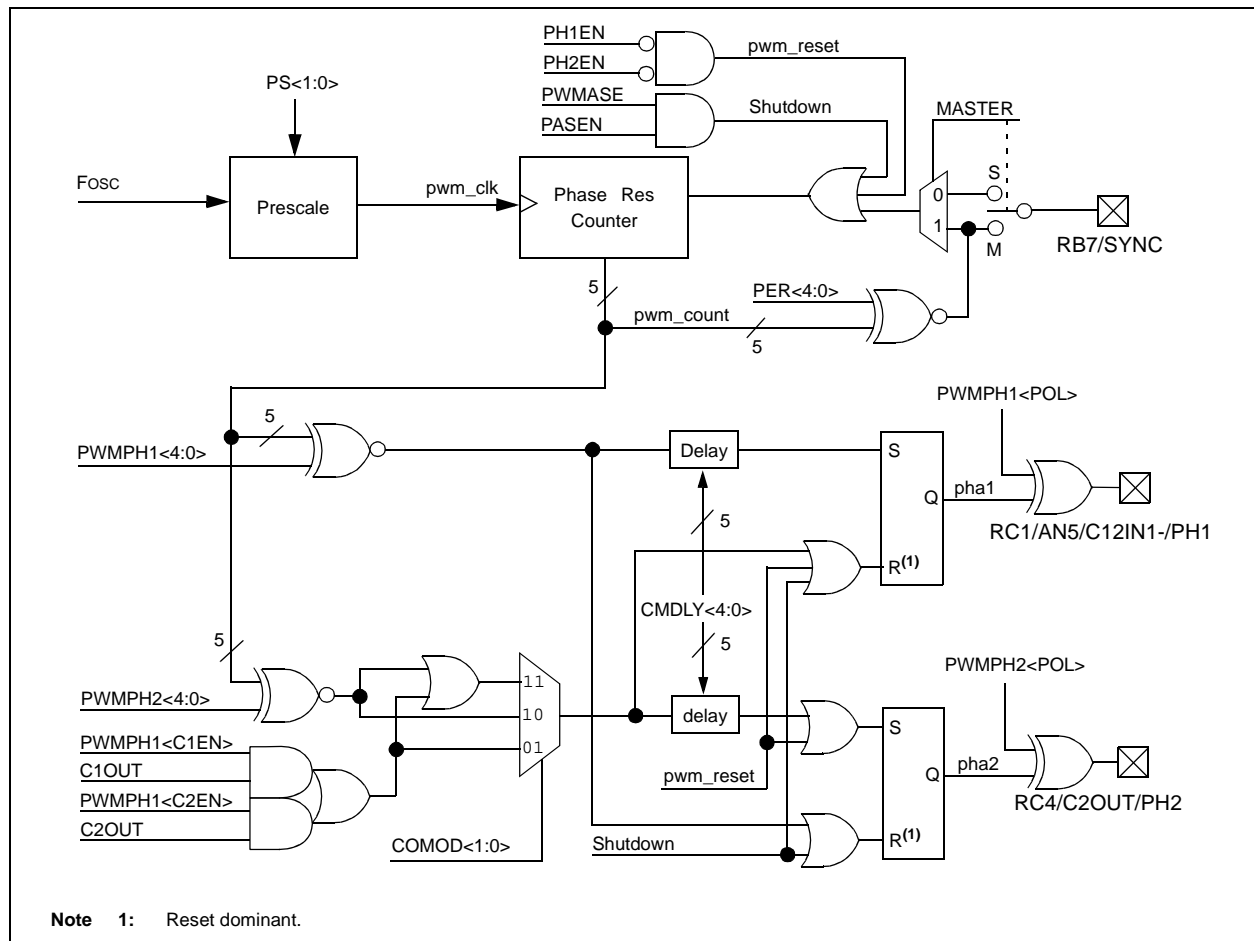 PH1EN
pwm_reset
PH2EN
PS<1:0>
PWMASE
Shutdown
MASTER
PASEN
FOSC
pwm_clk
Prescale
Phase Res
Counter
0
S
1
M
RB7/SYNC
5
PER<4:0>
pwm_count
5
PWMPH1<POL>
5
PWMPH1<4:0>
Delay
S
Q
pha1
5
RC1/AN5/C12IN1-/PH1
R(1)
CMDLY<4:0>
5
5
PWMPH2<POL>
11
PWMPH2<4:0>
10
delay
S
PWMPH1<C1EN>
01
C1OUT
pwm_reset
Q
pha2
PWMPH1<C2EN>
RC4/C2OUT/PH2
C2OUT
COMOD<1:0>
Shutdown
R(1)
Note 1: Reset dominant.